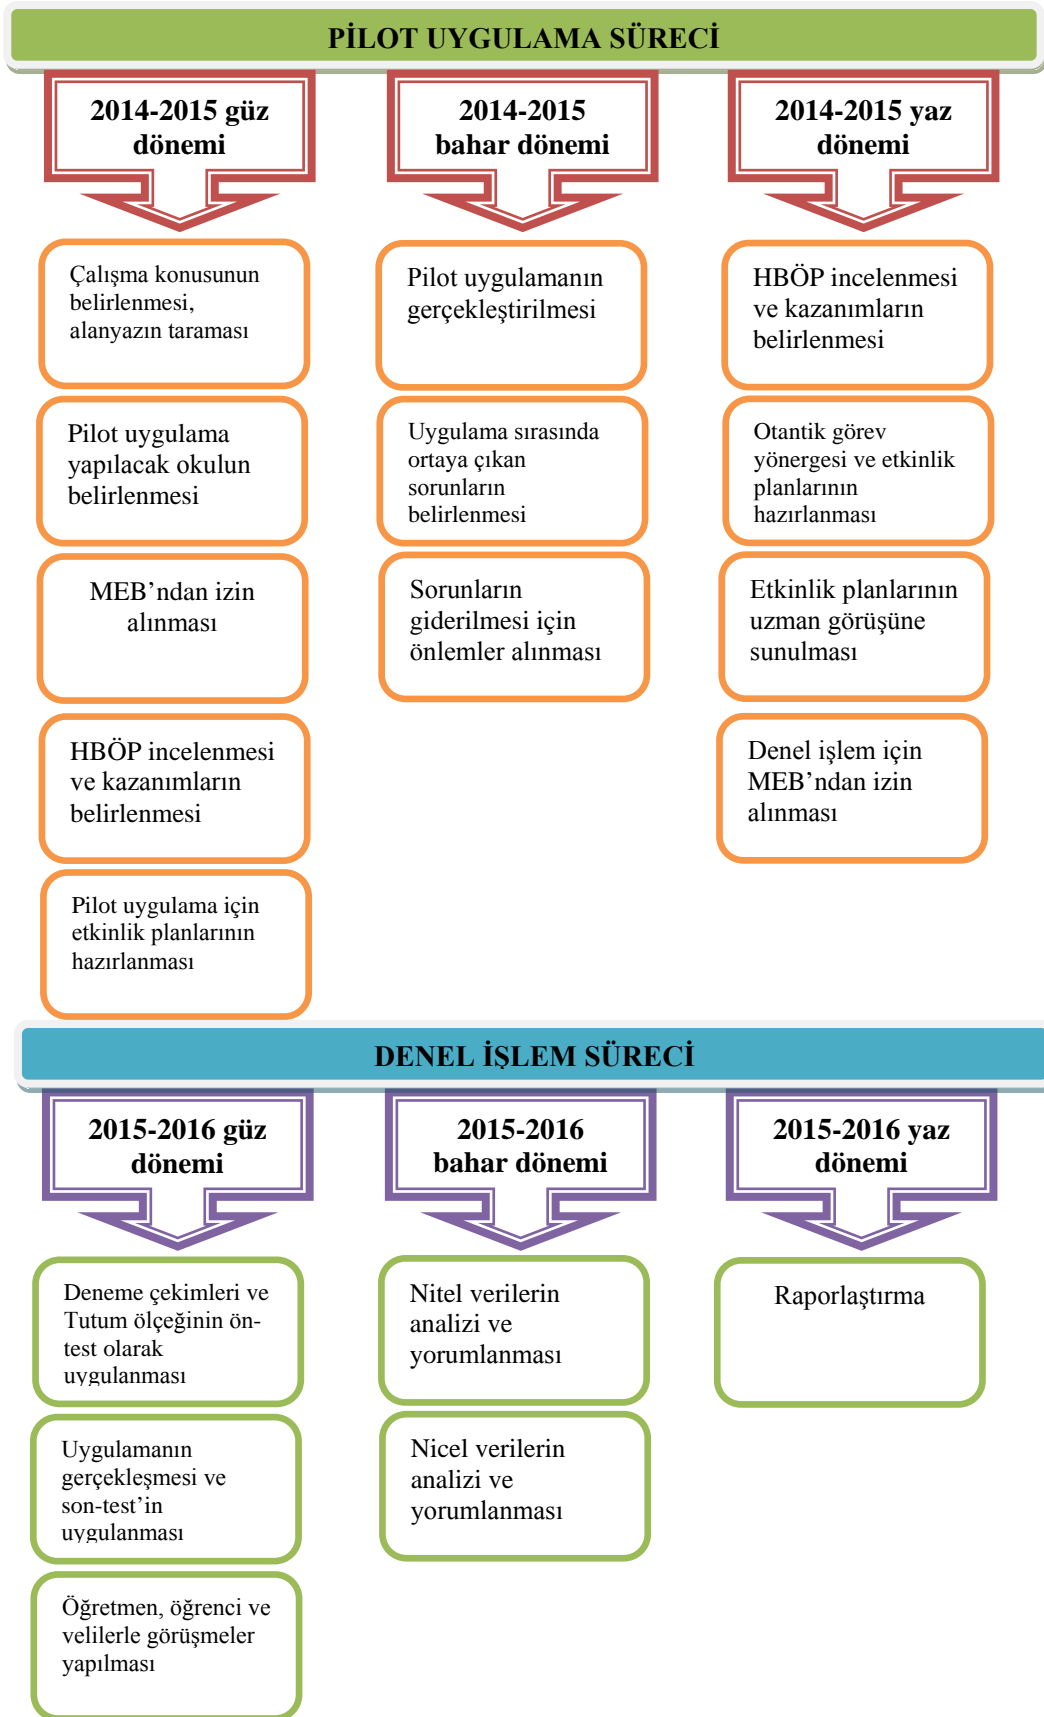 PİLOT UYGULAMA SÜRECİ
2014-2015 güz
dönemi
Çalışma konusunun
belirlenmesi,
alanyazın taraması
Pilot uygulama
yapılacak okulun
belirlenmesi
MEB’ndan izin
alınması
HBÖP incelenmesi
ve kazanımların
belirlenmesi
Pilot uygulama için
etkinlik planlarının
hazırlanması
2014-2015
bahar dönemi
Pilot uygulamanın
gerçekleştirilmesi
Uygulama sırasında
ortaya çıkan
sorunların
belirlenmesi
Sorunların
giderilmesi için
önlemler alınması
2014-2015 yaz
dönemi
HBÖP incelenmesi
ve kazanımların
belirlenmesi
Otantik görev
yönergesi ve etkinlik
planlarının
hazırlanması
Etkinlik planlarının
uzman görüşüne
sunulması
Denel işlem için
MEB’ndan izin
alınması
DENEL İŞLEM SÜRECİ
2015-2016 güz
dönemi
Deneme çekimleri ve
Tutum ölçeğinin ön-
test olarak
uygulanması
Uygulamanın
gerçekleşmesi ve
son-test’in
uygulanması
Öğretmen, öğrenci ve
velilerle görüşmeler
yapılması
2015-2016
bahar dönemi
Nitel verilerin
analizi ve
yorumlanması
Nicel verilerin
analizi ve
yorumlanması
2015-2016 yaz
dönemi
Raporlaştırma